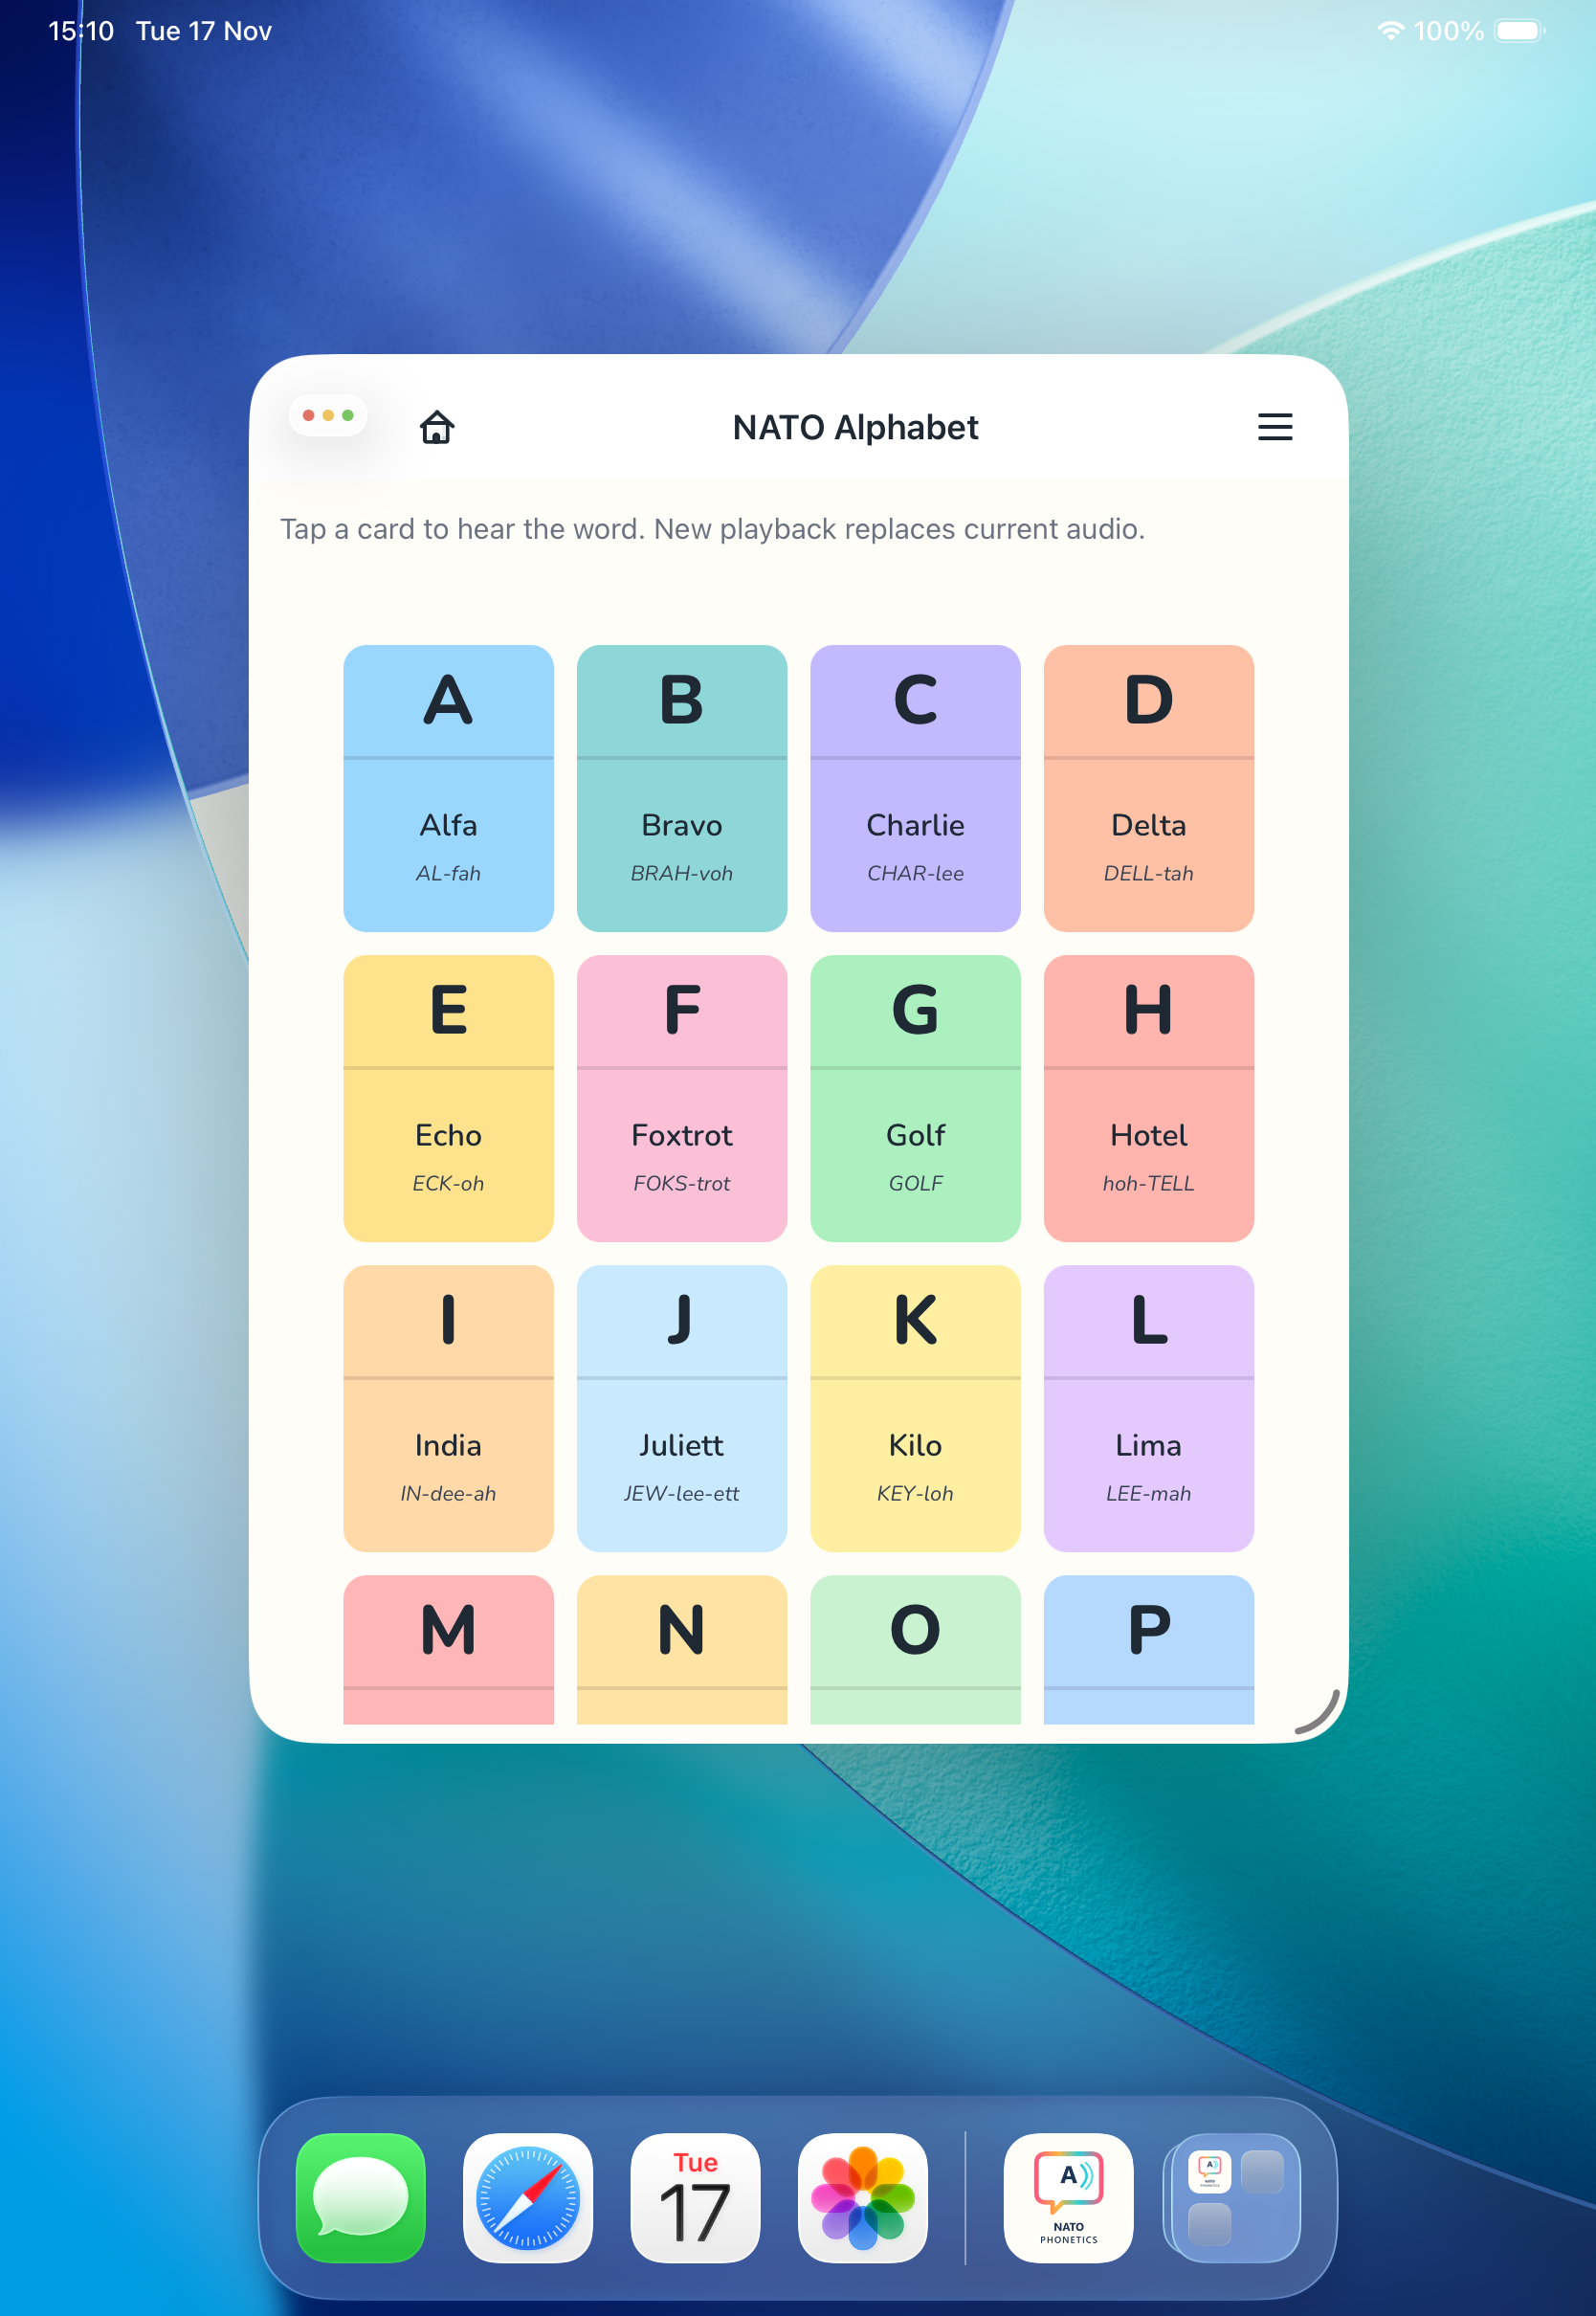 15:10 Tue 17 Nov
100%
NATO Alphabet
Tap a card to hear the word. New playback replaces current audio.
A
Alfa
AL-fah
B
Bravo
BRAH-voh
C
Charlie
CHAR-lee
D
Delta
DELL-tah
E
Echo
ECK-oh
F
Foxtrot
FOKS-trot
G
Golf
GOLF
H
Hotel
hoh-TELL
I
India
IN-dee-ah
J
Juliett
JEW-lee-ett
K
Kilo
KEY-loh
L
Lima
LEE-mah
M
N
O
P
Tue
17
A
NATO
PHONETICS
A
NATO
PHONETICS